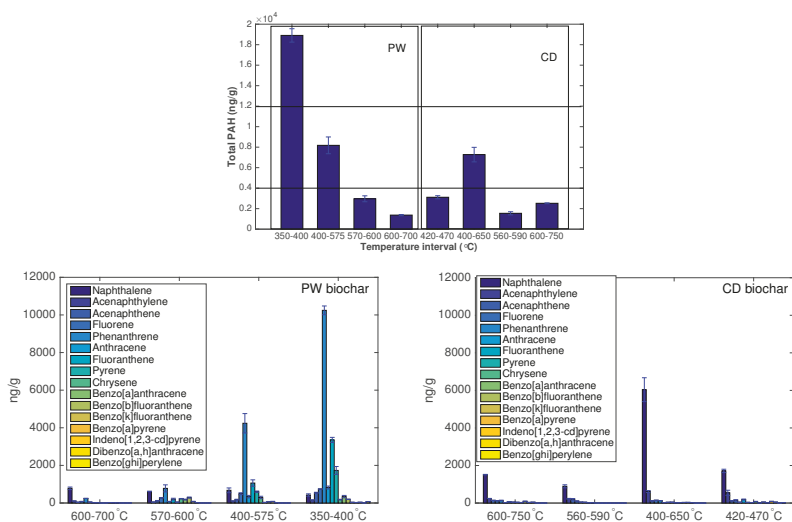 ×10⁴
2
1.8
1.6
1.4
1.2
1
0.8
0.6
0.4
0.2
0
Total PAH (ng/g)
PW
CD
350-400 400-575 570-600 600-700 420-470 400-650 560-590 600-750
Temperature interval (°C)
12000
10000
8000
6000
4000
2000
0
ng/g
PW biochar
Naphthalene
Acenaphthylene
Acenaphthene
Fluorene
Phenanthrene
Anthracene
Fluoranthene
Pyrene
Chrysene
Benzo[a]anthracene
Benzo[b]fluoranthene
Benzo[k]fluoranthene
Benzo[a]pyrene
Indeno[1,2,3-cd]pyrene
Dibenzo[a,h]anthracene
Benzo[ghi]perylene
600-700°C 570-600°C 400-575°C 350-400°C
12000
10000
8000
6000
4000
2000
0
ng/g
CD biochar
Naphthalene
Acenaphthylene
Acenaphthene
Fluorene
Phenanthrene
Anthracene
Fluoranthene
Pyrene
Chrysene
Benzo[a]anthracene
Benzo[b]fluoranthene
Benzo[k]fluoranthene
Benzo[a]pyrene
Indeno[1,2,3-cd]pyrene
Dibenzo[a,h]anthracene
Benzo[ghi]perylene
600-750°C 560-590°C 400-650°C 420-470°C